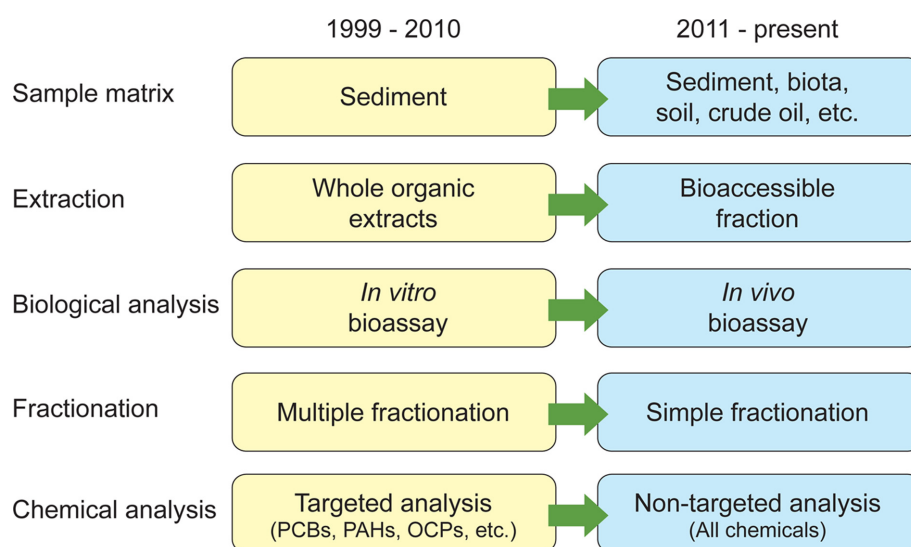 1999 - 2010
2011 - present
Sample matrix
Sediment
Sediment, biota,
soil, crude oil, etc.
Extraction
Whole organic
extracts
Bioaccessible
fraction
Biological analysis
In vitro
bioassay
In vivo
bioassay
Fractionation
Multiple fractionation
Simple fractionation
Chemical analysis
Targeted analysis
(PCBs, PAHs, OCPs, etc.)
Non-targeted analysis
(All chemicals)